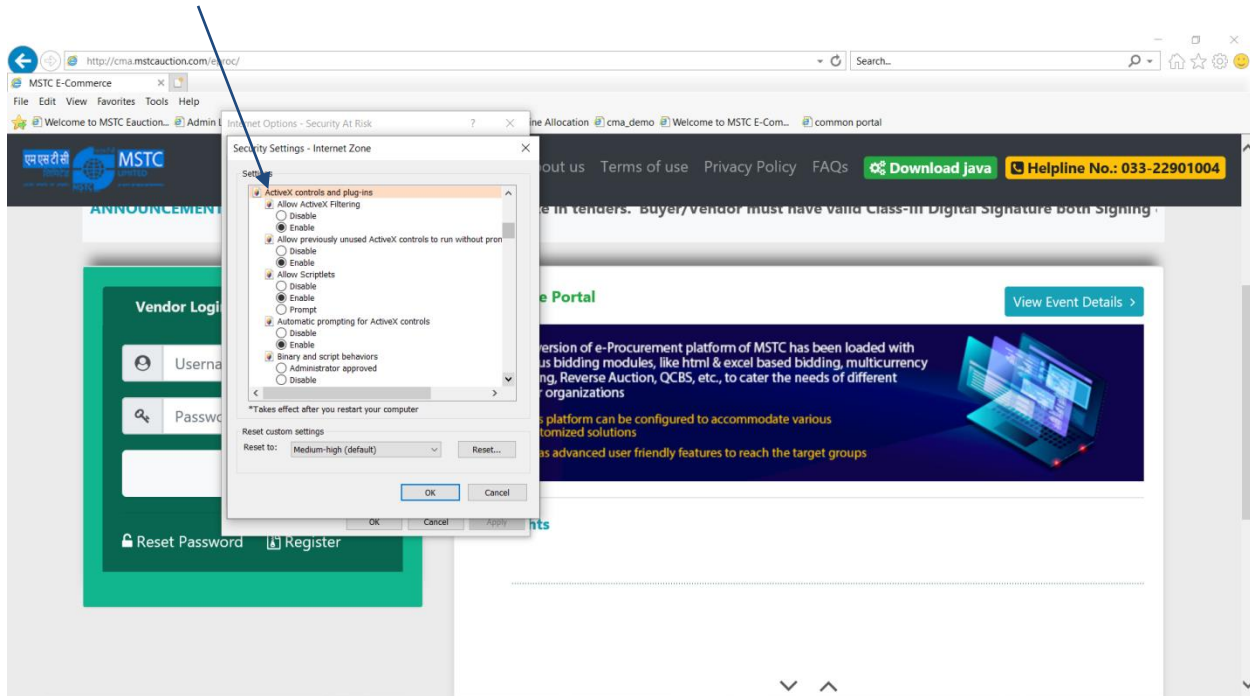 http://cma.mstcauction.com/eproc/
Search...
MSTC E-Commerce
File Edit View Favorites Tools Help
Welcome to MSTC Eauction... Admin L
ine Allocation cma_demo Welcome to MSTC E-Com... common portal
Internet Options - Security At Risk
Security Settings - Internet Zone
एम एस टी सी
लिमिटेड
MSTC
LIMITED
MSTC
bout us Terms of use Privacy Policy FAQs Download java Helpline No.: 033-22901004
ANNOUNCEMENT
e in tenders. Buyer/Vendor must have valid Class-III Digital Signature both Signing
Settings
ActiveX controls and plug-ins
Allow ActiveX Filtering
Disable
Enable
Allow previously unused ActiveX controls to run without pron
Disable
Enable
Allow Scriptlets
Disable
Enable
Prompt
Automatic prompting for ActiveX controls
Disable
Enable
Binary and script behaviors
Administrator approved
Disable
*Takes effect after you restart your computer
Reset custom settings
Reset to: Medium-high (default) Reset...
OK Cancel
OK Cancel Apply
Vendor Logi
Userna
Passwo
Reset Password Register
e Portal
View Event Details
version of e-Procurement platform of MSTC has been loaded with
us bidding modules, like html & excel based bidding, multicurrency
ng, Reverse Auction, QCBS, etc., to cater the needs of different
r organizations
s platform can be configured to accommodate various
tomized solutions
as advanced user friendly features to reach the target groups
nts